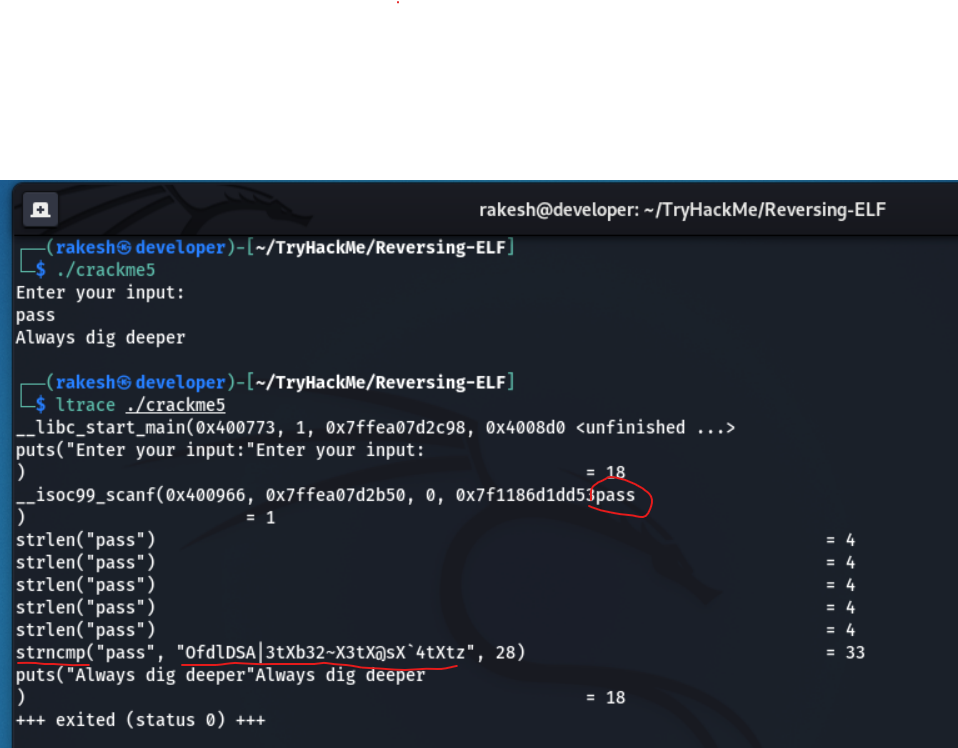 rakesh@developer: ~/TryHackMe/Reversing-ELF
┌──(rakesh㉿developer)-[~/TryHackMe/Reversing-ELF]
└─$ ./crackme5
Enter your input:
pass
Always dig deeper
┌──(rakesh㉿developer)-[~/TryHackMe/Reversing-ELF]
└─$ ltrace ./crackme5
__libc_start_main(0x400773, 1, 0x7ffea07d2c98, 0x4008d0 <unfinished ...>
puts("Enter your input:"Enter your input:
) = 18
__isoc99_scanf(0x400966, 0x7ffea07d2b50, 0, 0x7f1186d1dd53pass
) = 1
strlen("pass") = 4
strlen("pass") = 4
strlen("pass") = 4
strlen("pass") = 4
strlen("pass") = 4
strncmp("pass", "OfdlDSA|3tXb32~X3tX@sX`4tXtz", 28) = 33
puts("Always dig deeper"Always dig deeper
) = 18
+++ exited (status 0) +++